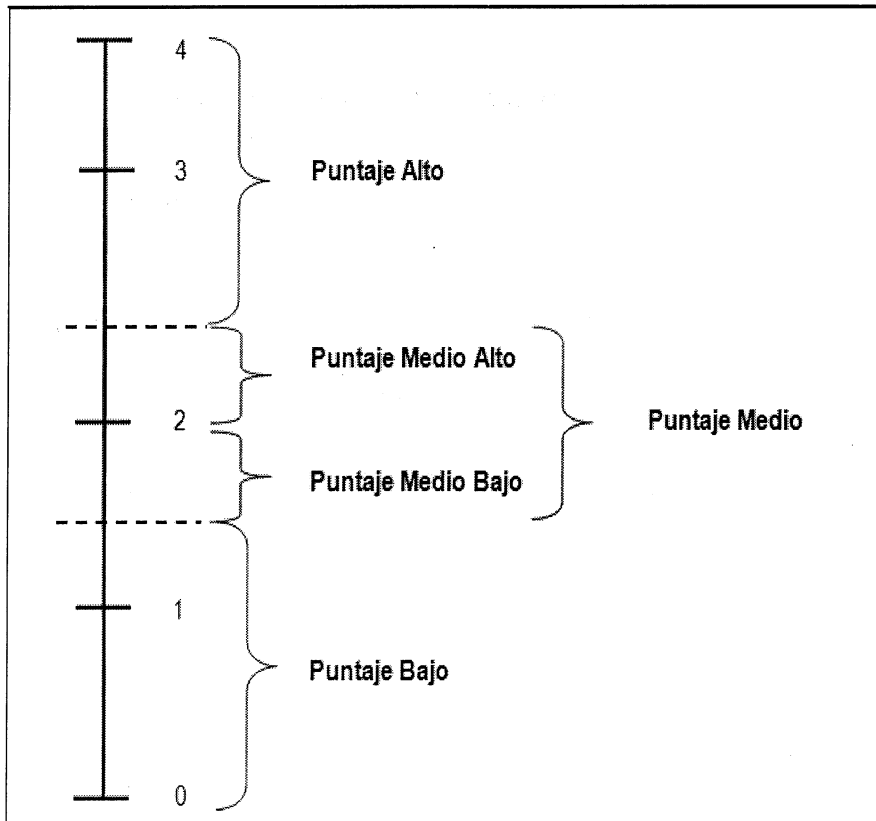 4
3
Puntaje Alto
Puntaje Medio Alto
2
Puntaje Medio
Puntaje Medio Bajo
1
Puntaje Bajo
0